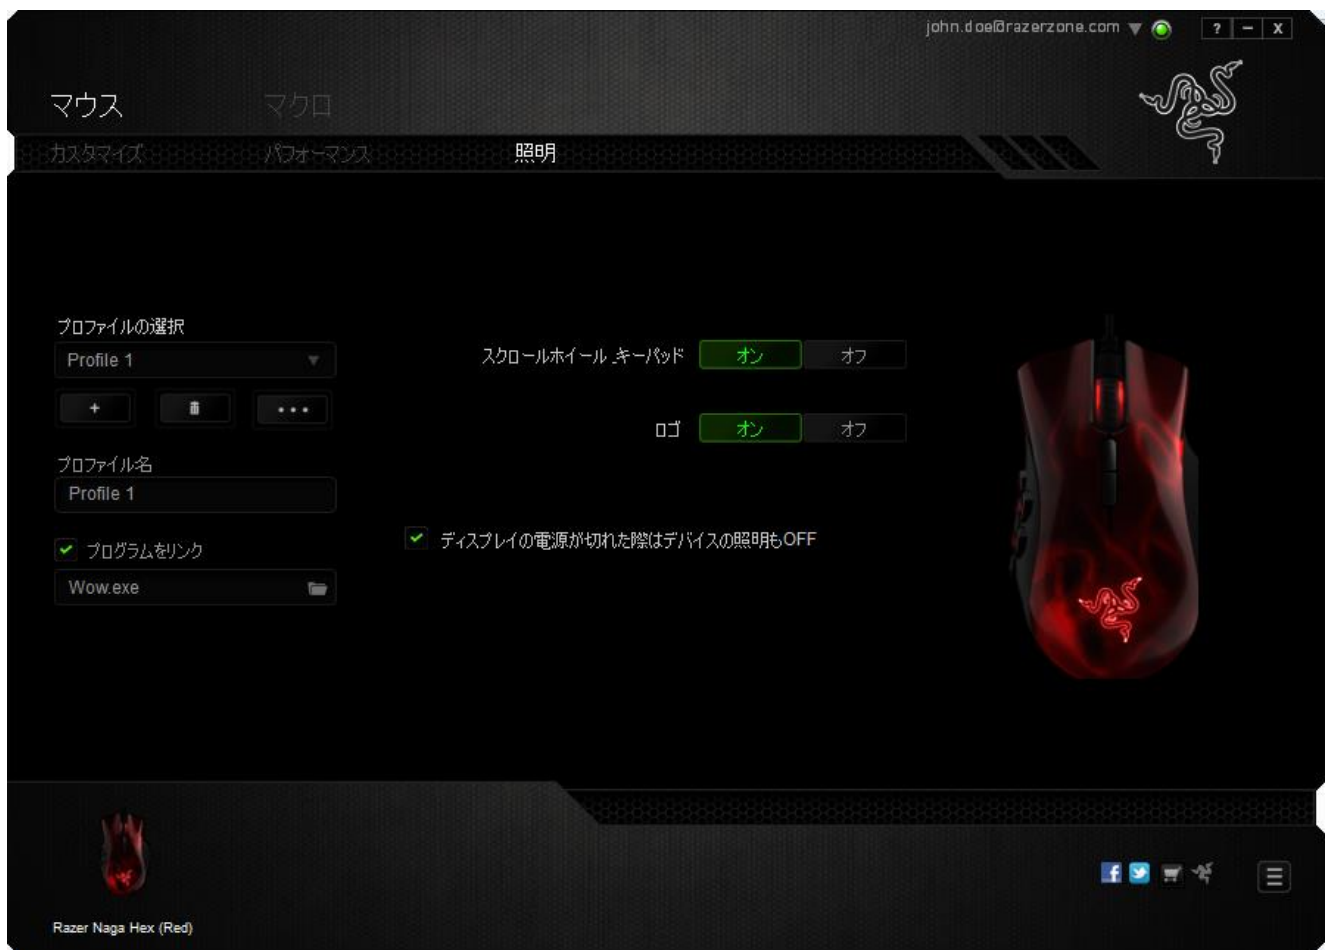 john.doe@razerzone.com
? – X
マウス
マクロ
カスタマイズ
パフォーマンス
照明
プロファイルの選択
Profile 1
+
プロファイル名
Profile 1
プログラムをリンク
Wow.exe
スクロールホイール .キーパッド
オン
オフ
ロゴ
オン
オフ
ディスプレイの電源が切れた際はデバイスの照明もOFF
Razer Naga Hex (Red)